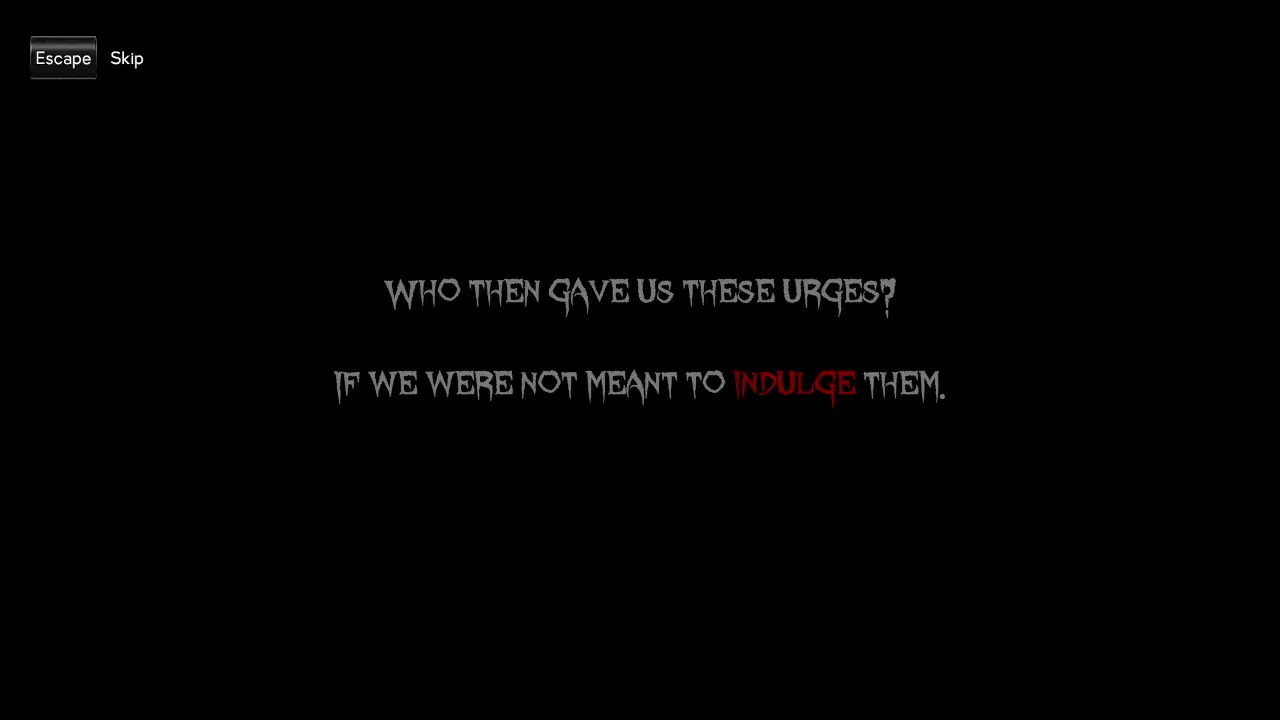 Escape Skip
WHO THEN GAVE US THESE URGES?
IF WE WERE NOT MEANT TO INDULGE THEM.